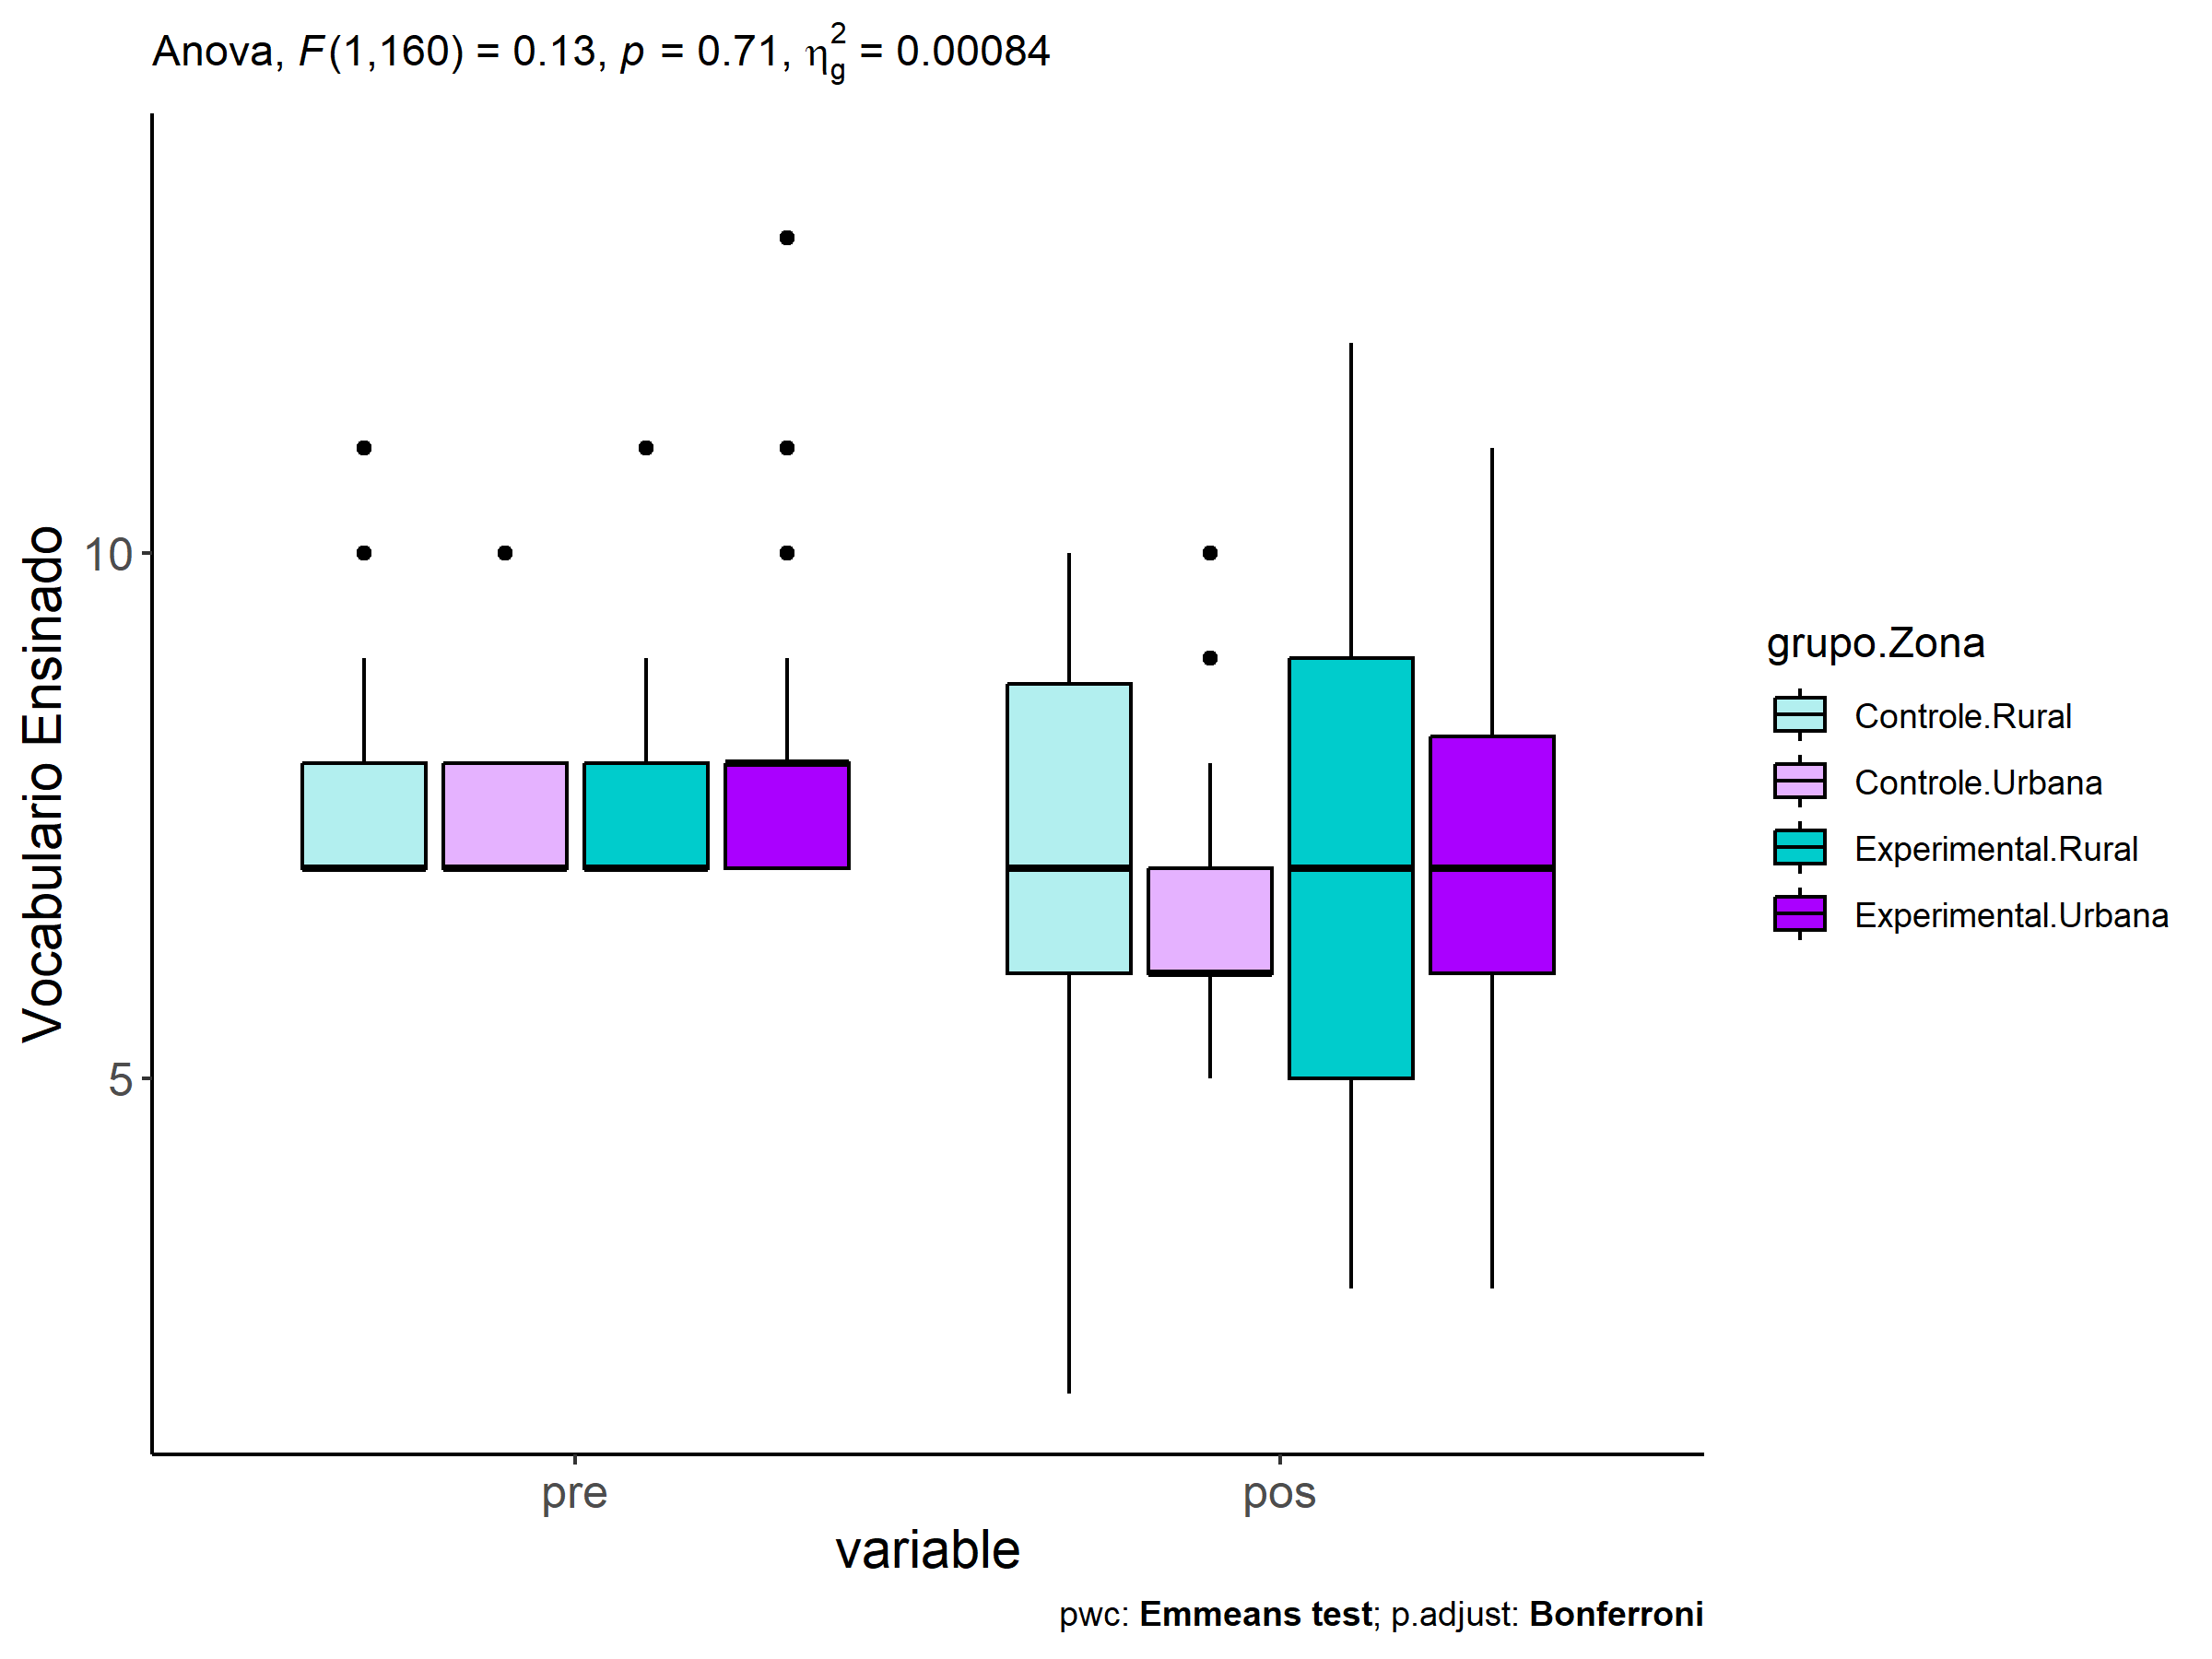 Anova, F(1,160) = 0.13, p = 0.71, η²g = 0.00084
Vocabulario Ensinado
10
5
pre
pos
variable
grupo.Zona
Controle.Rural
Controle.Urbana
Experimental.Rural
Experimental.Urbana
pwc: Emmeans test; p.adjust: Bonferroni